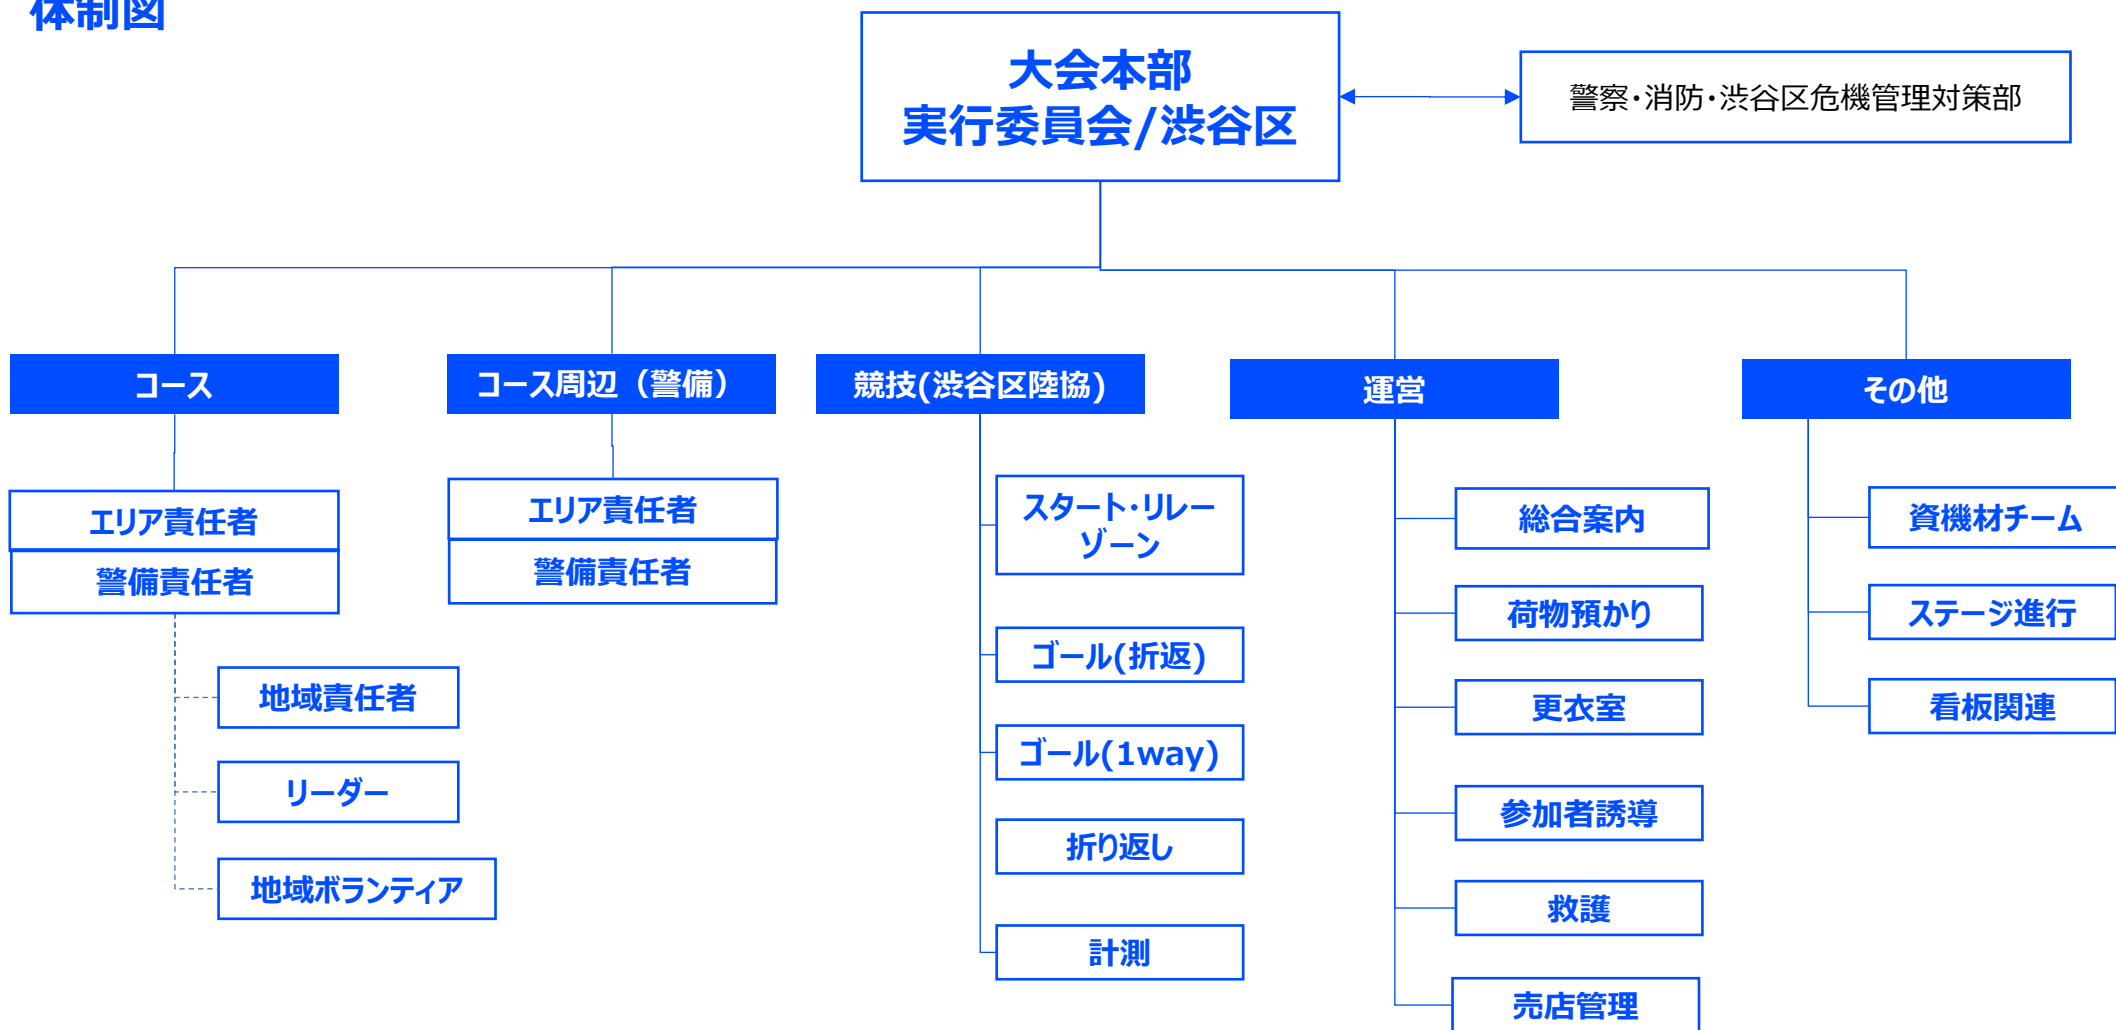 体制図
大会本部
実行委員会/渋谷区
警察・消防・渋谷区危機管理対策部
コース
エリア責任者
警備責任者
地域責任者
リーダー
地域ボランティア
コース周辺（警備）
エリア責任者
警備責任者
競技(渋谷区陸協)
スタート・リレー
ゾーン
ゴール(折返)
ゴール(1way)
折り返し
計測
運営
総合案内
荷物預かり
更衣室
参加者誘導
救護
売店管理
その他
資機材チーム
ステージ進行
看板関連